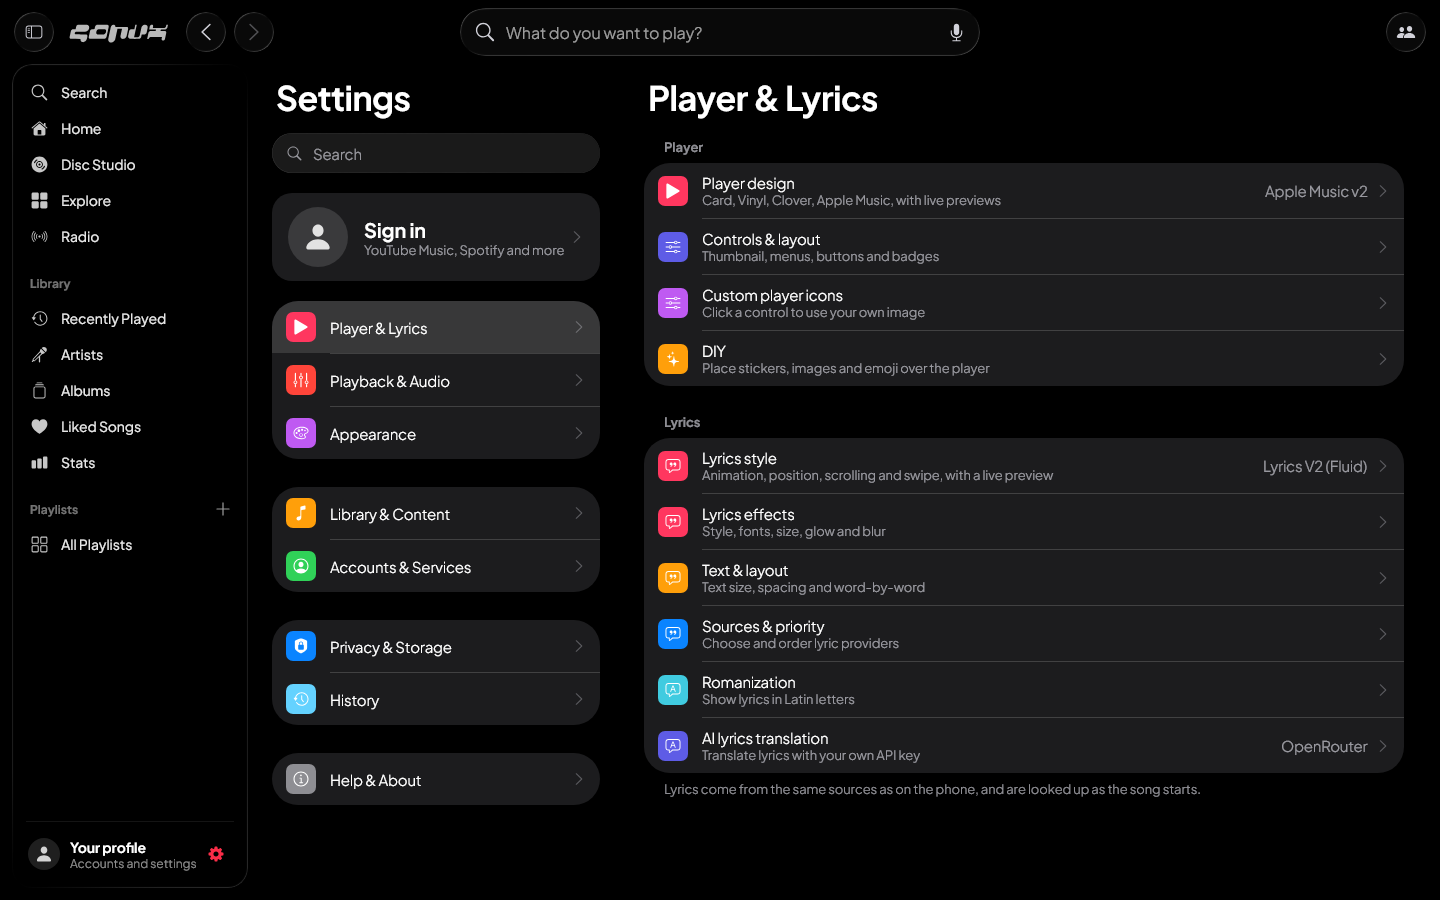 What do you want to play?
Search
Home
Disc Studio
Explore
Radio
Library
Recently Played
Artists
Albums
Liked Songs
Stats
Playlists
All Playlists
Your profile
Accounts and settings
Settings
Search
Sign in
YouTube Music, Spotify and more
Player & Lyrics
Playback & Audio
Appearance
Library & Content
Accounts & Services
Privacy & Storage
History
Help & About
Player & Lyrics
Player
Player design
Card, Vinyl, Clover, Apple Music, with live previews
Apple Music v2
Controls & layout
Thumbnail, menus, buttons and badges
Custom player icons
Click a control to use your own image
DIY
Place stickers, images and emoji over the player
Lyrics
Lyrics style
Animation, position, scrolling and swipe, with a live preview
Lyrics V2 (Fluid)
Lyrics effects
Style, fonts, size, glow and blur
Text & layout
Text size, spacing and word-by-word
Sources & priority
Choose and order lyric providers
Romanization
Show lyrics in Latin letters
AI lyrics translation
Translate lyrics with your own API key
OpenRouter
Lyrics come from the same sources as on the phone, and are looked up as the song starts.